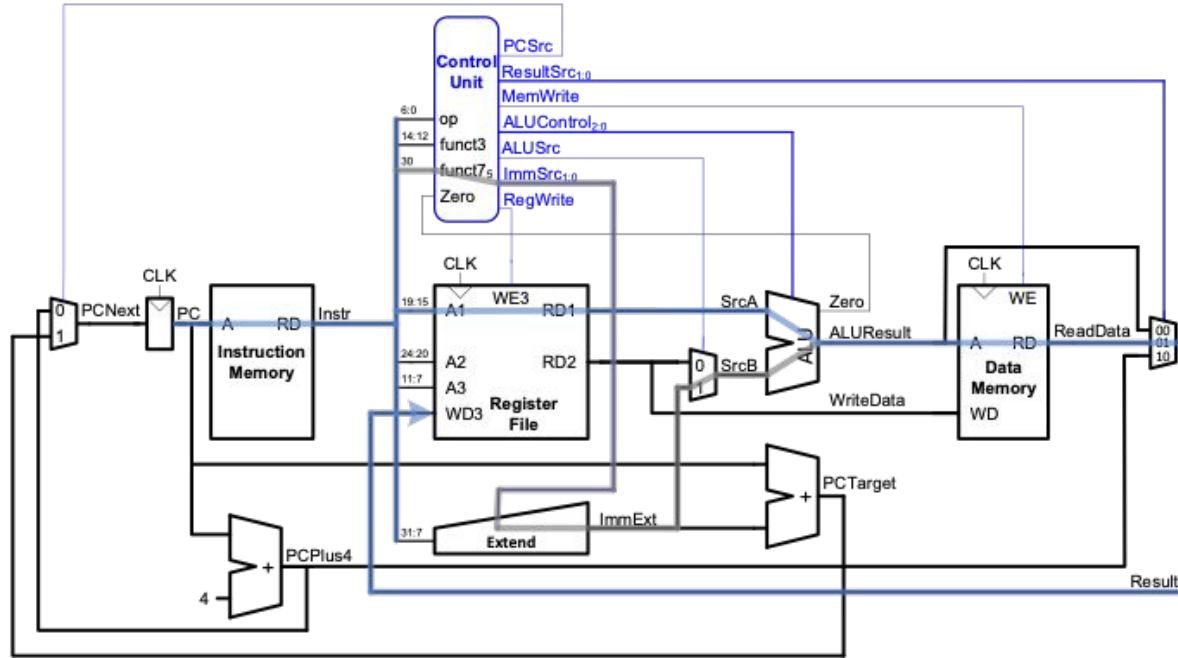 PCSrc
Control
Unit
ResultSrc1:0
MemWrite
6:0
op
ALUControl2:0
14:12
funct3
ALUSrc
30
funct75
ImmSrc1:0
Zero
RegWrite
CLK
CLK
CLK
0
1
PCNext
PC
A
RD
Instr
Instruction
Memory
19:15
A1
WE3
RD1
SrcA
Zero
WE
24:20
A2
RD2
0
1
SrcB
ALU
ALUResult
A
RD
ReadData
00
01
10
11:7
A3
Data
Memory
WD3
Register
File
WriteData
WD
PCTarget
+
31:7
Extend
ImmExt
PCPlus4
+
4
Result